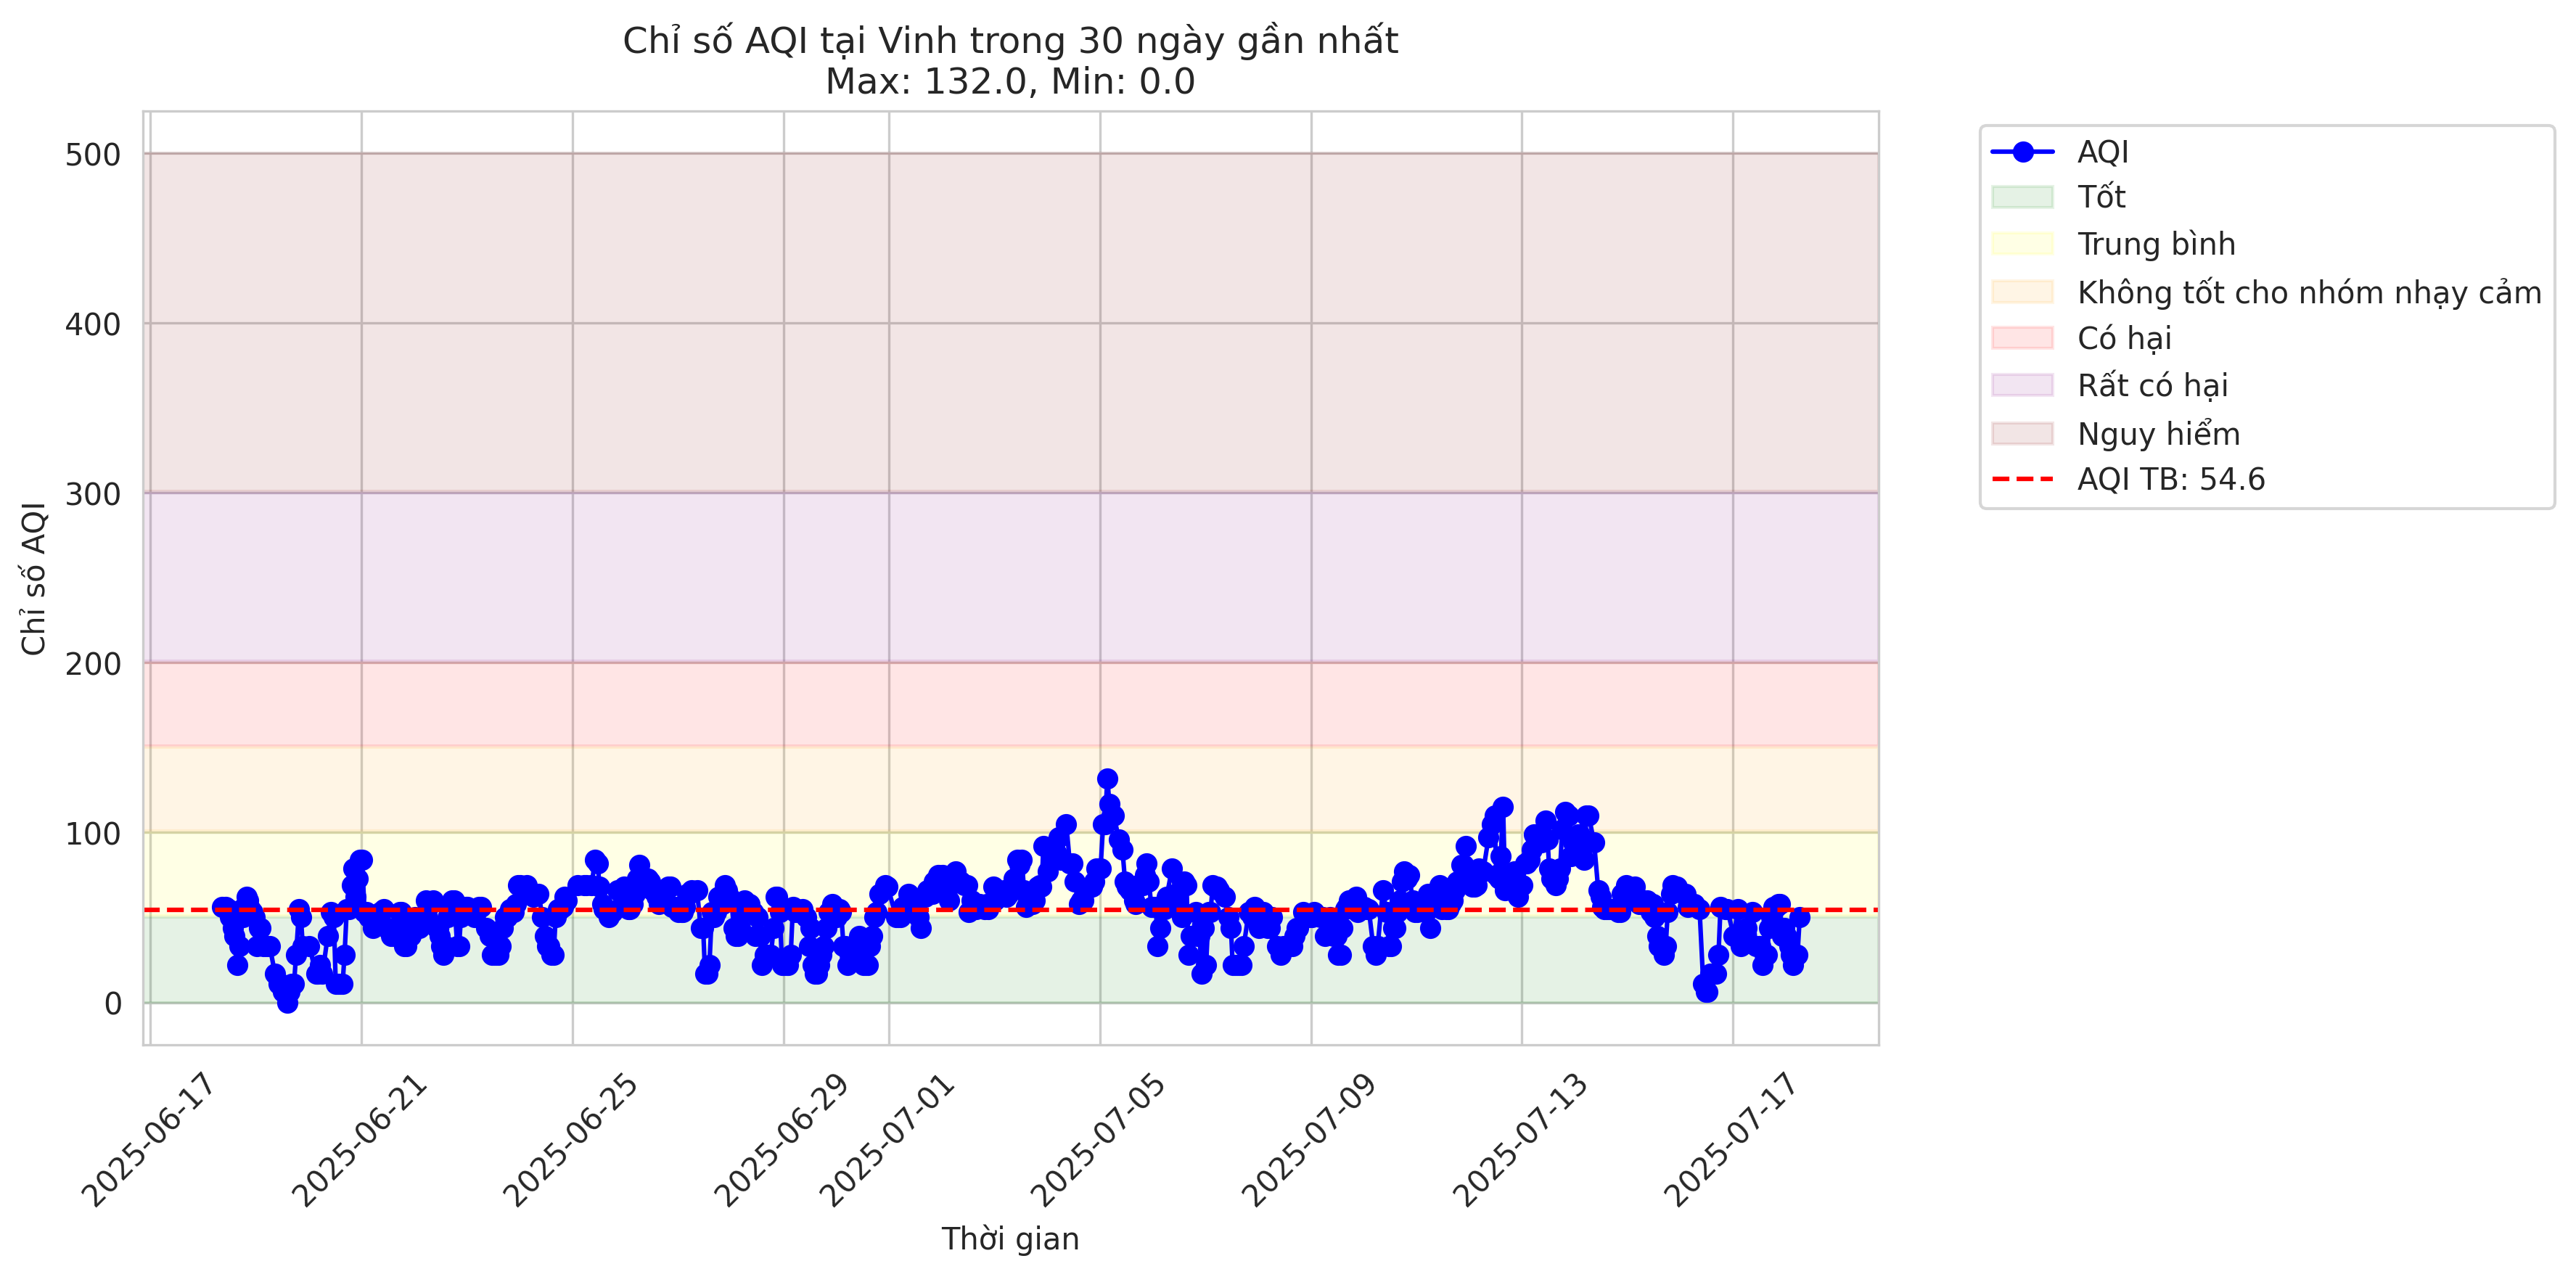 Chỉ số AQI tại Vinh trong 30 ngày gần nhất
Max: 132.0, Min: 0.0
Chỉ số AQI
500
400
300
200
100
0
2025-06-17
2025-06-21
2025-06-25
2025-06-29
2025-07-01
2025-07-05
2025-07-09
2025-07-13
2025-07-17
Thời gian
AQI
Tốt
Trung bình
Không tốt cho nhóm nhạy cảm
Có hại
Rất có hại
Nguy hiểm
AQI TB: 54.6